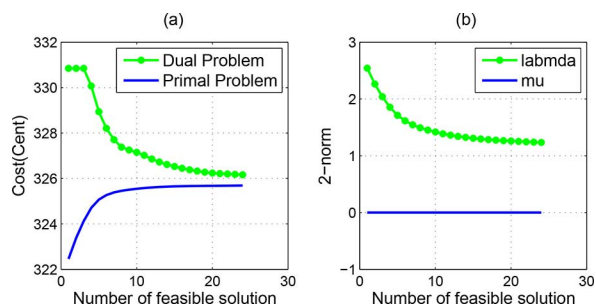 (a)
332
330
328
326
324
322
Cost(Cent)
0
10
20
30
Number of feasible solution
Dual Problem
Primal Problem
(b)
3
2
1
0
−1
2−norm
0
10
20
30
Number of feasible solution
labmda
mu